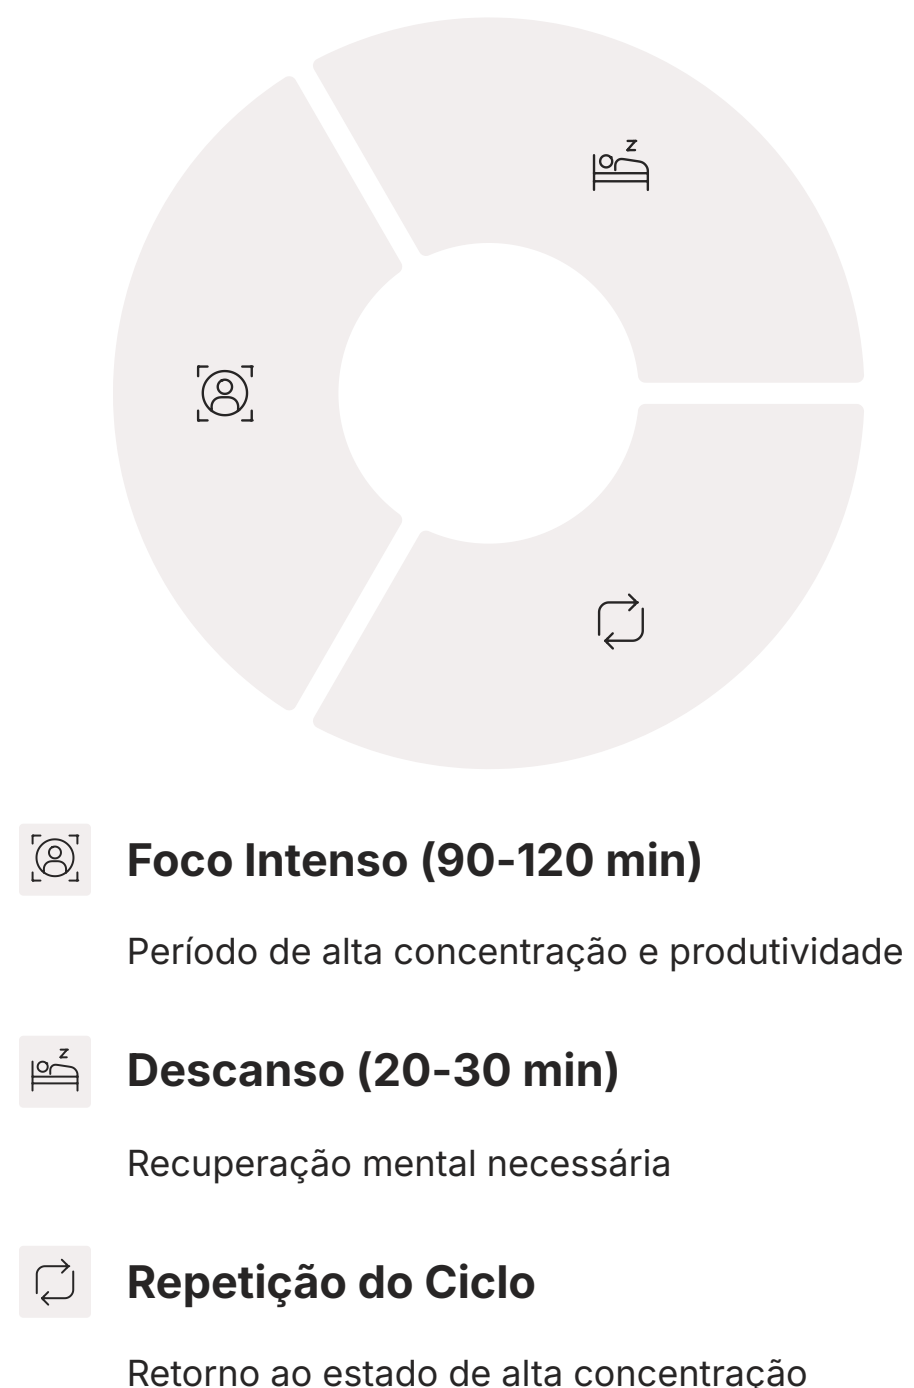 Foco Intenso (90-120 min)
Período de alta concentração e produtividade
Descanso (20-30 min)
Recuperação mental necessária
Repetição do Ciclo
Retorno ao estado de alta concentração